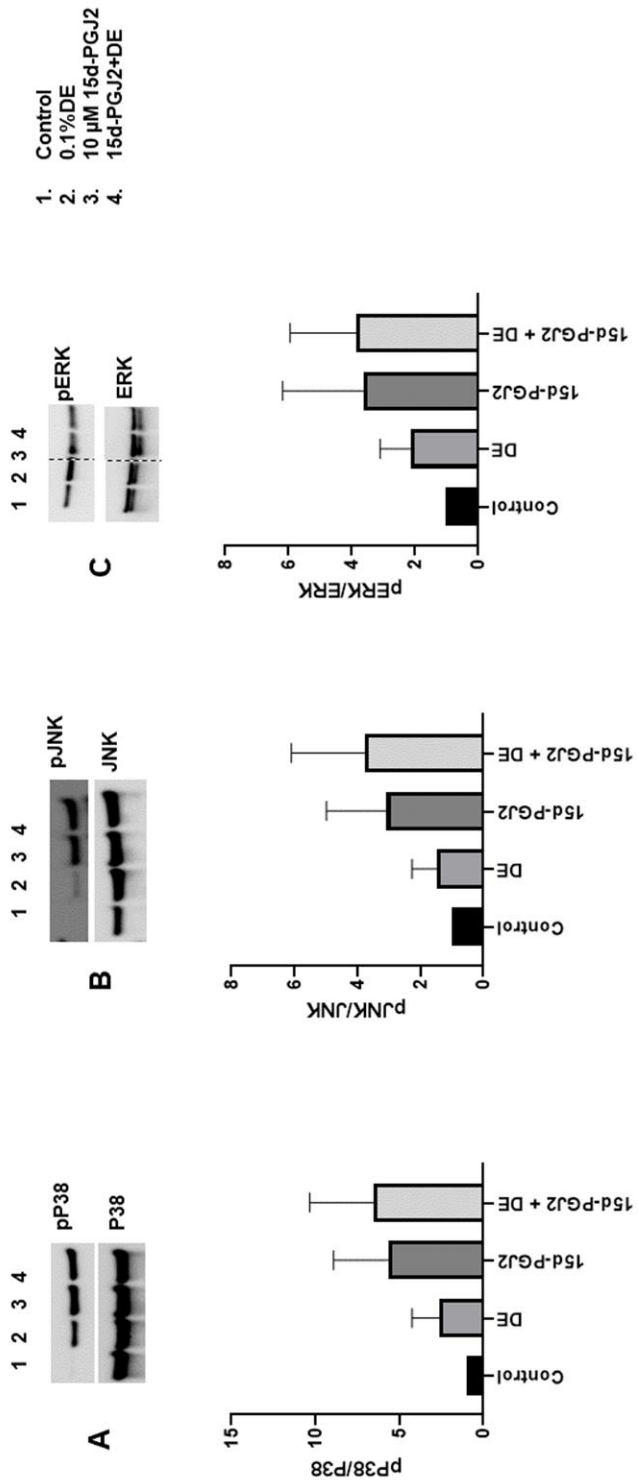 A
1 2 3 4
pP38
P38
15
10
5
0
pP38/P38
Control
DE
15d-PGJ2
15d-PGJ2 + DE
B
1 2 3 4
pJNK
JNK
8
6
4
2
0
pJNK/JNK
Control
DE
15d-PGJ2
15d-PGJ2 + DE
C
1 2 3 4
pERK
ERK
8
6
4
2
0
pERK/ERK
Control
DE
15d-PGJ2
15d-PGJ2 + DE
1. Control
2. 0.1%DE
3. 10 µM 15d-PGJ2
4. 15d-PGJ2+DE